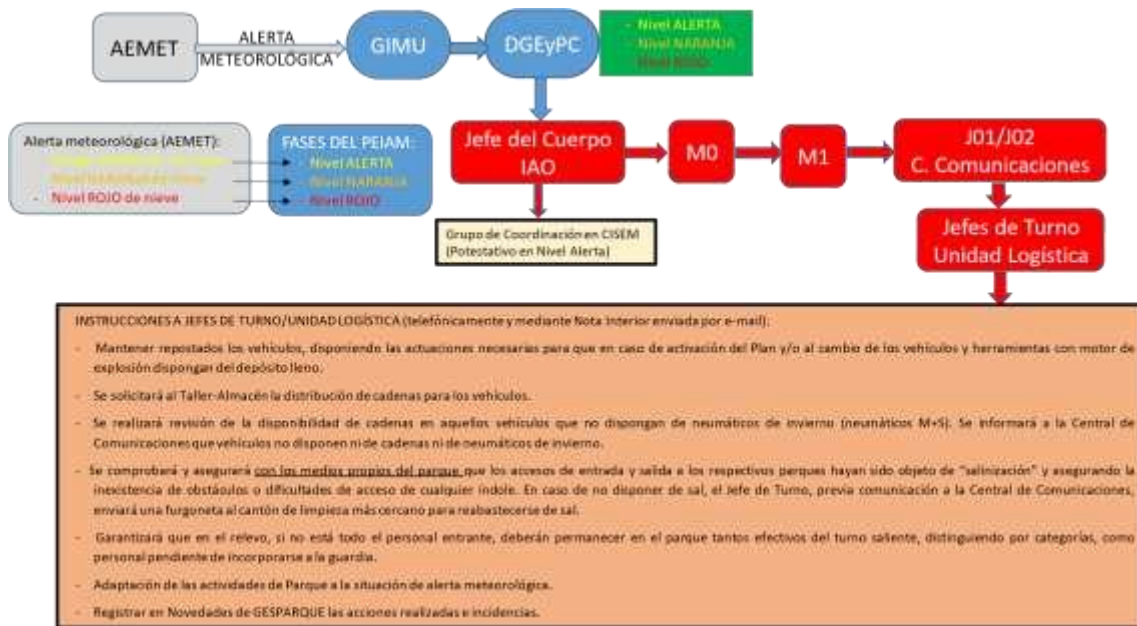 AEMET
ALERTA
METEOROLÓGICA
GIMU
DGEyPC
- Nivel ALERTA
- Nivel NARANJA
- Nivel ROJO
Alerta meteorológica (AEMET):
- Nivel ROJO de nieve
FASES DEL PEIAM:
- Nivel ALERTA
- Nivel NARANJA
- Nivel ROJO
Jefe del Cuerpo
IAO
M0
M1
J01/J02
C. Comunicaciones
Grupo de Coordinación en CISEM
(Potestativo en Nivel Alerta)
Jefes de Turno
Unidad Logística
INSTRUCCIONES A JEFES DE TURNO/UNIDAD LOGÍSTICA (telefónicamente y mediante Nota Interior enviada por e-mail):
- Mantener repostados los vehículos, disponiendo las actuaciones necesarias para que en caso de activación del Plan y/o al cambio de los vehículos y herramientas con motor de
explosión dispongan del depósito lleno.
- Se solicitará al Taller-Almacén la distribución de cadenas para los vehículos.
- Se realizará revisión de la disponibilidad de cadenas en aquellos vehículos que no dispongan de neumáticos de invierno (neumáticos M+S). Se informará a la Central de
Comunicaciones que vehículos no disponen ni de cadenas ni de neumáticos de invierno.
- Se comprobará y asegurará con los medios propios del parque que los accesos de entrada y salida a los respectivos parques hayan sido objeto de "salinización" y asegurando la
inexistencia de obstáculos o dificultades de acceso de cualquier índole. En caso de no disponer de sal, el Jefe de Turno, previa comunicación a la Central de Comunicaciones,
enviará una furgoneta al cantón de limpieza más cercano para reabastecerse de sal.
- Garantizará que en el relevo, si no está todo el personal entrante, deberán permanecer en el parque tantos efectivos del turno saliente, distinguiendo por categorías, como
personal pendiente de incorporarse a la guardia.
- Adaptación de las actividades de Parque a la situación de alerta meteorológica.
- Registrar en Novedades de GESPARQUE las acciones realizadas e incidencias.